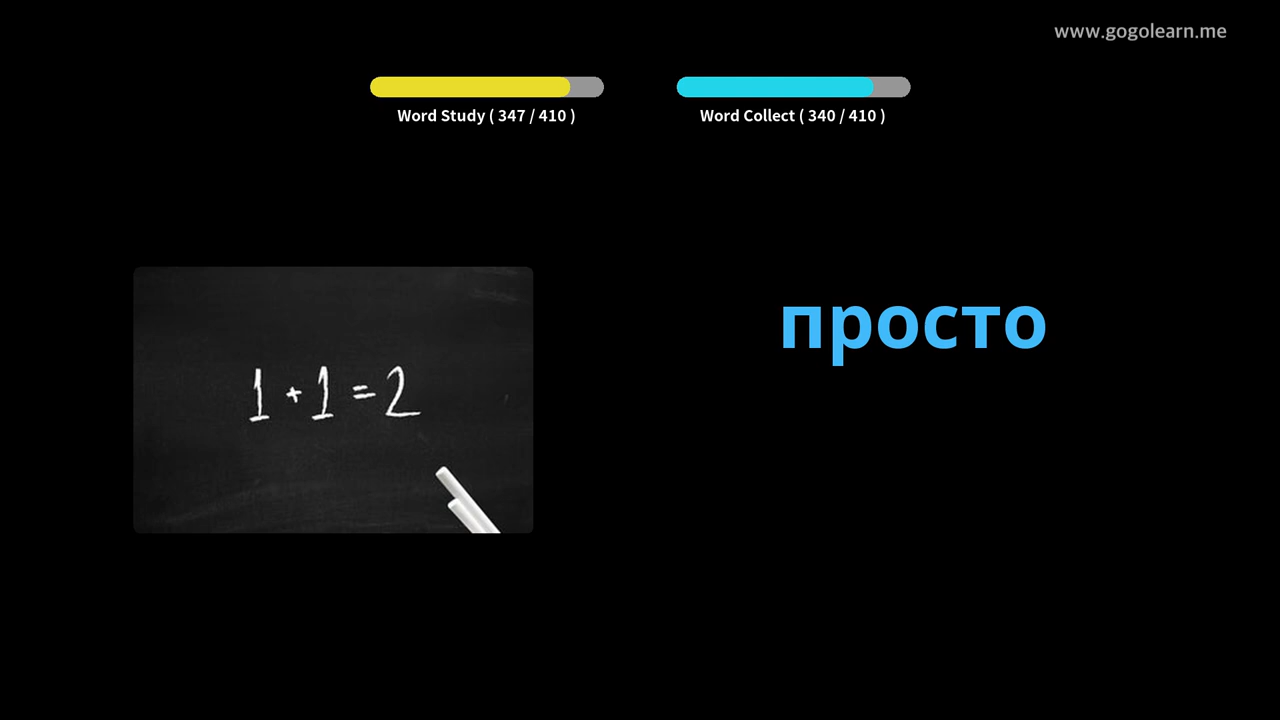 www.gogolearn.me
Word Study ( 347 / 410 )
Word Collect ( 340 / 410 )
просто
1 + 1 = 2